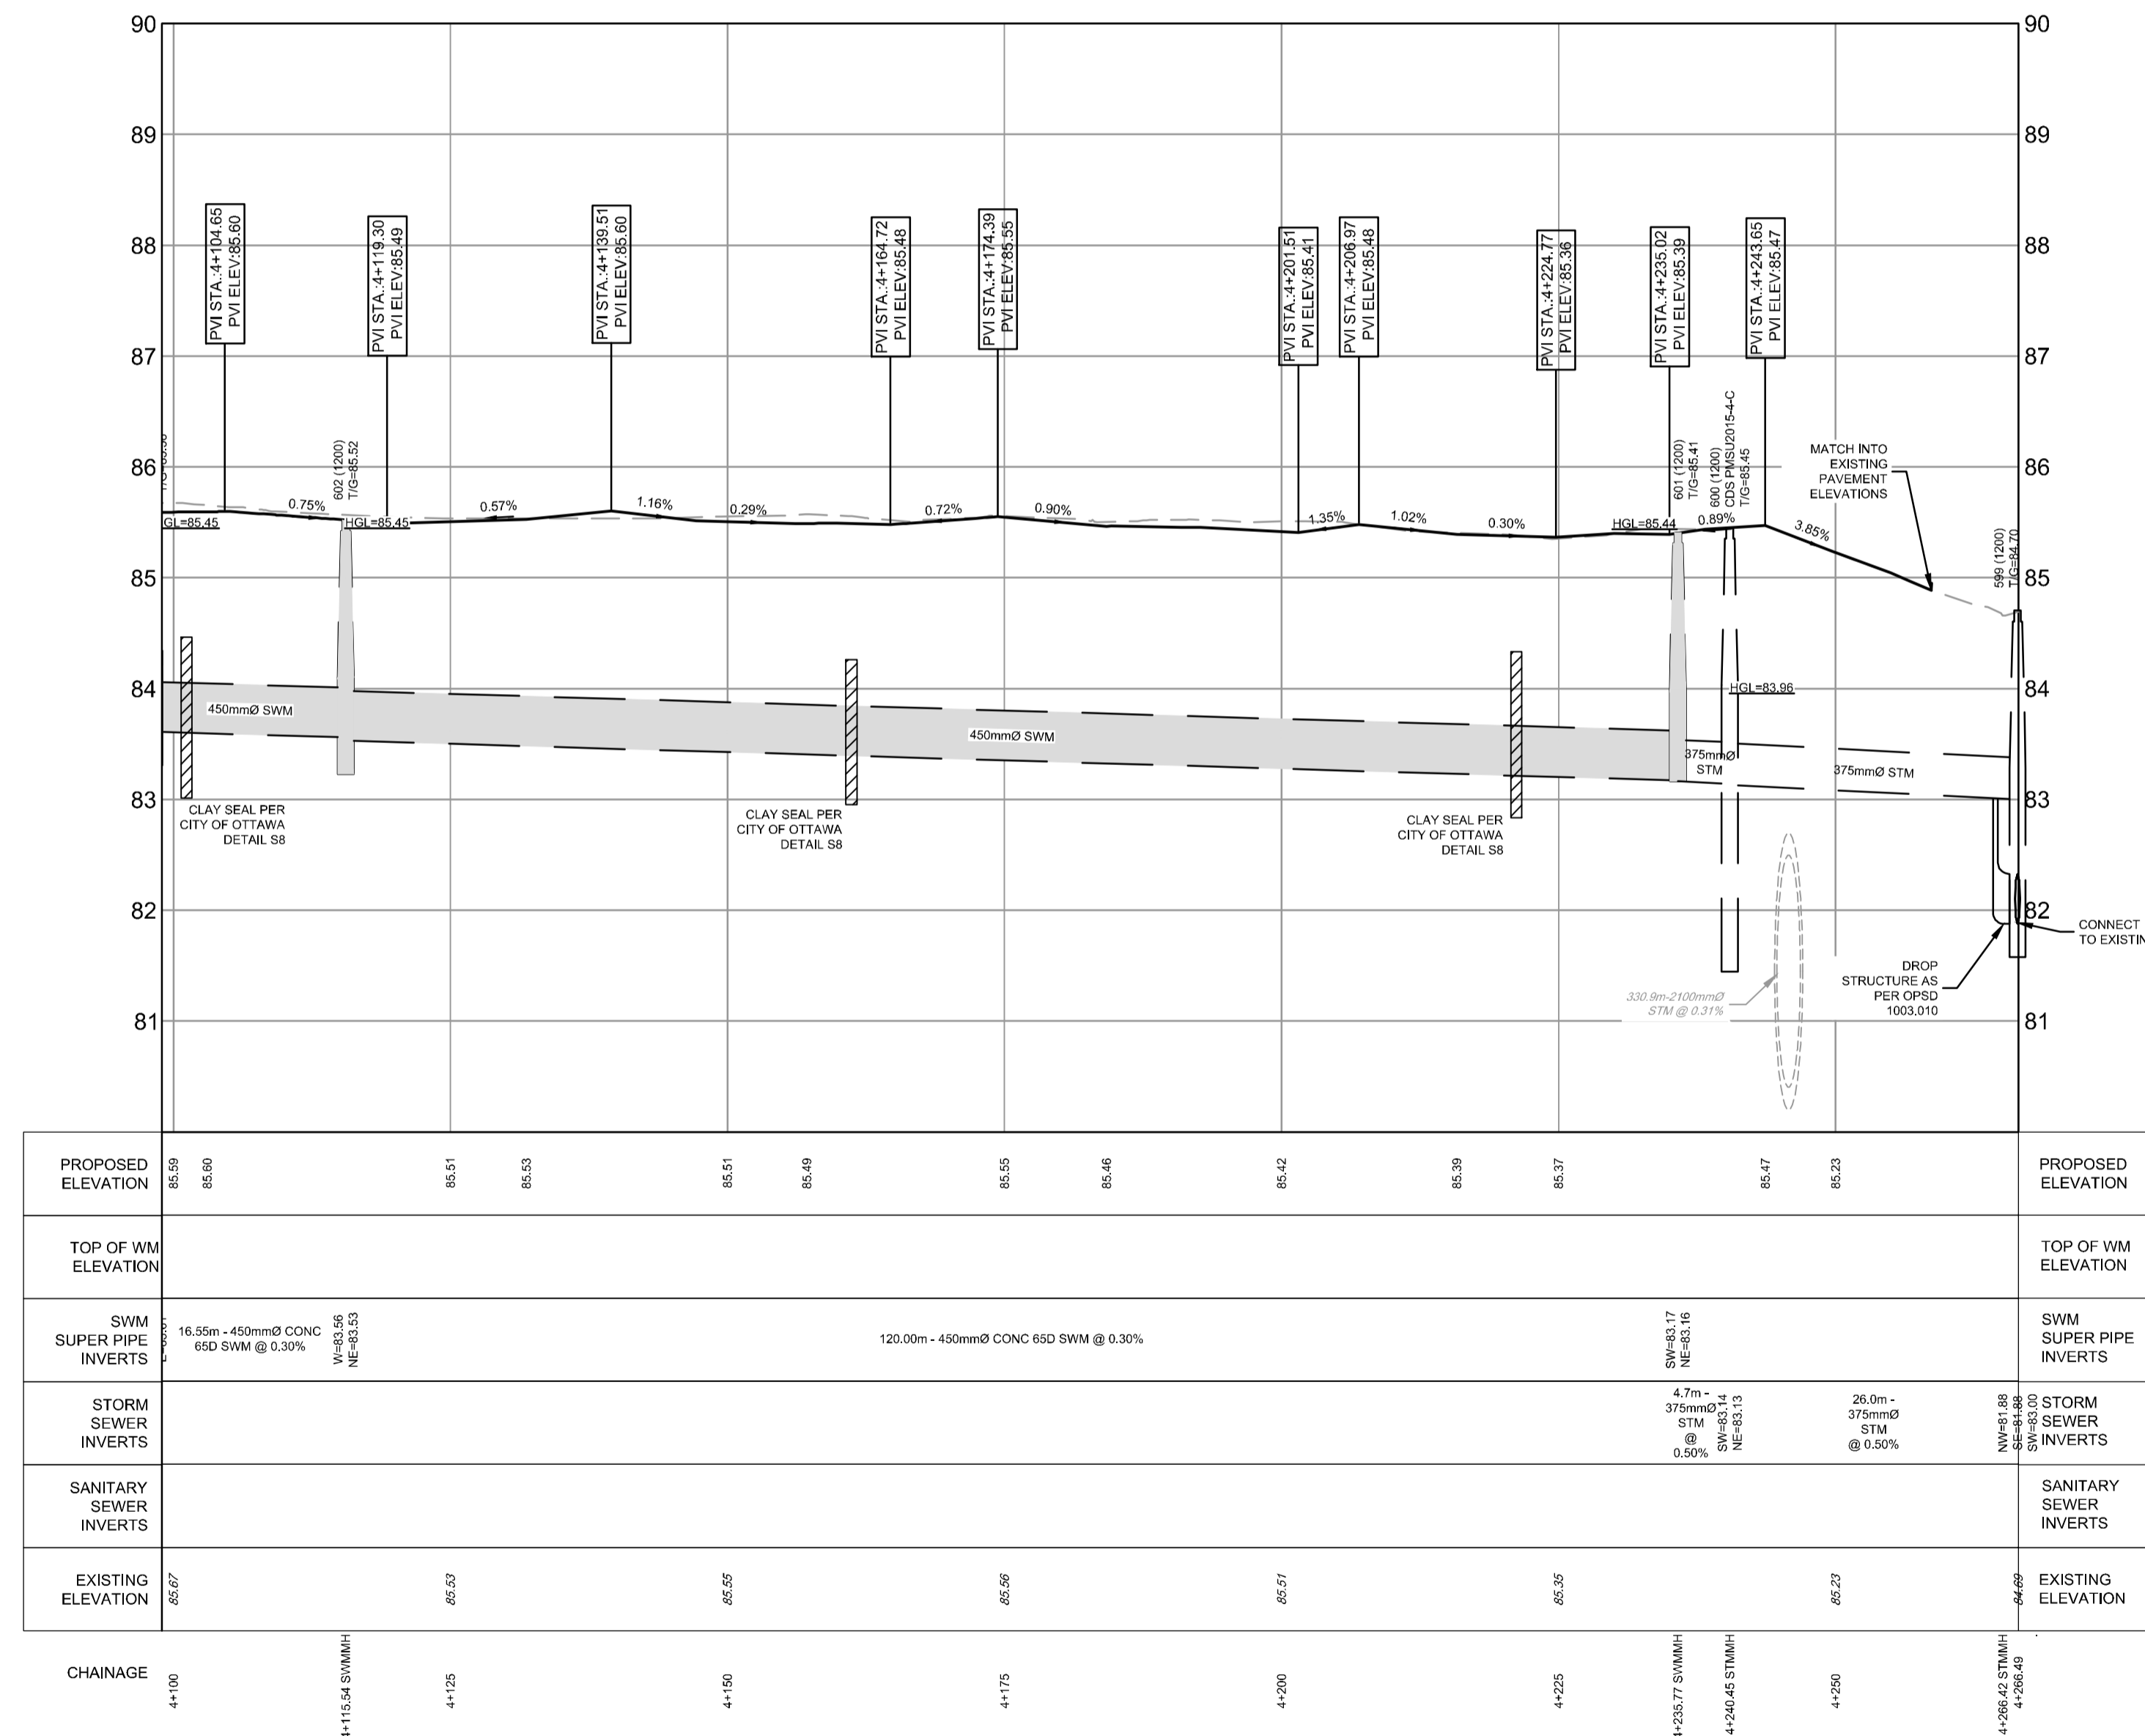 90
90
89
89
88
88
87
87
86
86
85
85
84
84
83
83
82
82
81
81
PVI STA.:4+104.65
PVI ELEV:85.60
PVI STA.:4+119.30
PVI ELEV:85.49
PVI STA.:4+139.51
PVI ELEV:85.60
PVI STA.:4+164.72
PVI ELEV:85.48
PVI STA.:4+174.39
PVI ELEV:85.55
PVI STA.:4+201.51
PVI ELEV:85.41
PVI STA.:4+206.97
PVI ELEV:85.48
PVI STA.:4+224.77
PVI ELEV:85.36
PVI STA.:4+235.02
PVI ELEV:85.39
PVI STA.:4+243.65
PVI ELEV:85.47
602 (1200)
T/G=85.52
601 (1200)
T/G=85.41
600 (1200)
CDS PMSU2015-4-C
T/G=85.45
599 (1200)
T/G=84.70
MATCH INTO
EXISTING
PAVEMENT
ELEVATIONS
GL=85.45
0.75%
HGL=85.45
0.57%
1.16%
0.29%
0.72%
0.90%
1.35%
1.02%
0.30%
HGL=85.44
0.89%
3.85%
HGL=83.96
450mmØ SWM
450mmØ SWM
375mmØ
STM
375mmØ STM
CLAY SEAL PER
CITY OF OTTAWA
DETAIL S8
CLAY SEAL PER
CITY OF OTTAWA
DETAIL S8
CLAY SEAL PER
CITY OF OTTAWA
DETAIL S8
330.9m-2100mmØ
STM @ 0.31%
DROP
STRUCTURE AS
PER OPSD
1003.010
CONNECT
TO EXISTIN
PROPOSED
ELEVATION
85.59
85.60
85.51
85.53
85.51
85.49
85.55
85.46
85.42
85.39
85.37
85.47
85.23
PROPOSED
ELEVATION
TOP OF WM
ELEVATION
TOP OF WM
ELEVATION
SWM
SUPER PIPE
INVERTS
16.55m - 450mmØ CONC
65D SWM @ 0.30%
W=83.56
NE=83.53
120.00m - 450mmØ CONC 65D SWM @ 0.30%
SW=83.17
NE=83.16
SWM
SUPER PIPE
INVERTS
STORM
SEWER
INVERTS
4.7m -
375mmØ
STM
@
0.50%
SW=83.14
NE=83.13
26.0m -
375mmØ
STM
@ 0.50%
NW=81.88
SE=81.88
SW=83.00
STORM
SEWER
INVERTS
SANITARY
SEWER
INVERTS
SANITARY
SEWER
INVERTS
EXISTING
ELEVATION
85.67
85.53
85.55
85.56
85.51
85.35
85.23
84.69
EXISTING
ELEVATION
CHAINAGE
4+100
4+115.54 SWMMH
4+125
4+150
4+175
4+200
4+225
4+235.77 SWMMH
4+240.45 STMMH
4+250
4+266.42 STMMH
4+266.49